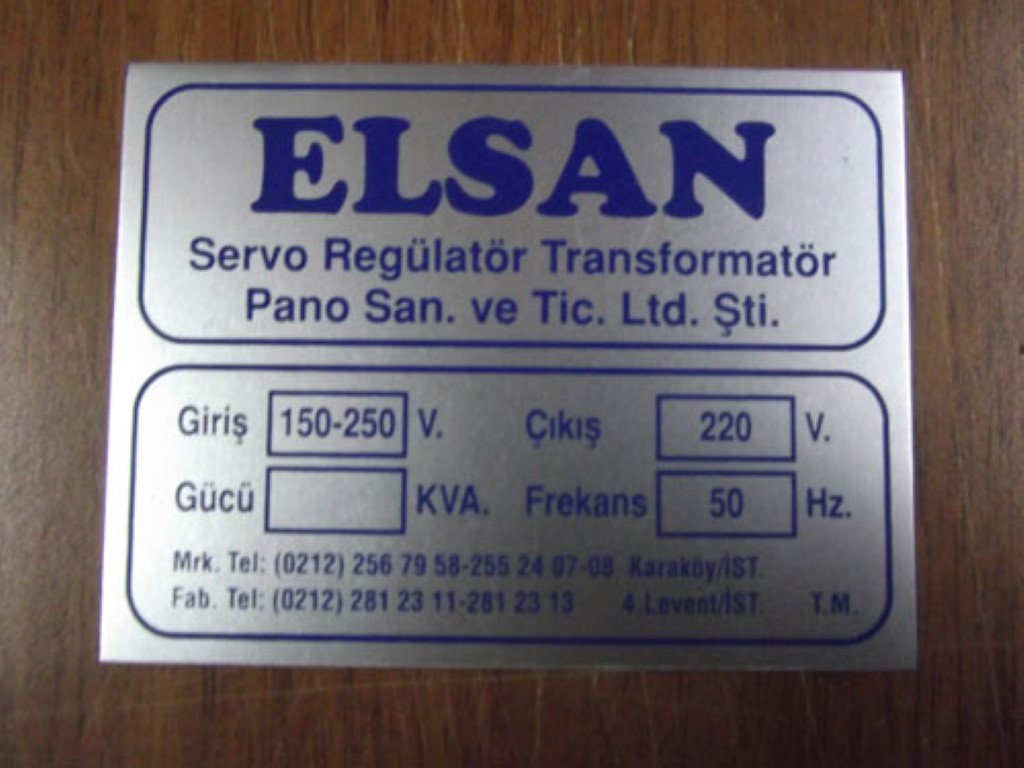 ELSAN
Servo Regülatör Transformatör
Pano San. ve Tic. Ltd. Şti.
Giriş 150-250 V. Çıkış 220 V.
Gücü KVA. Frekans 50 Hz.
Mrk. Tel: (0212) 256 79 58-255 24 07-08 Karaköy/İST.
Fab. Tel: (0212) 281 23 11-281 23 13 4.Levent/İST. T.M.